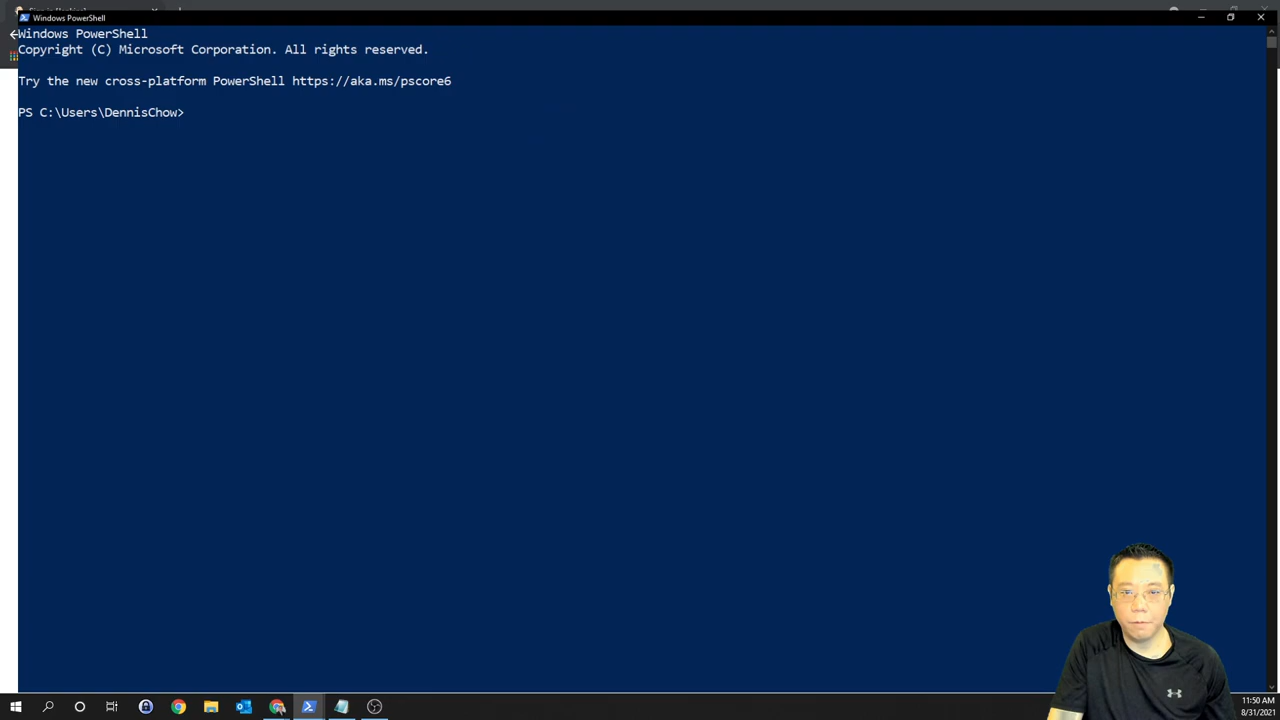 Windows PowerShell
Windows PowerShell
Copyright (C) Microsoft Corporation. All rights reserved.
Try the new cross-platform PowerShell https://aka.ms/pscore6
PS C:\Users\DennisChow>
11:50 AM
8/31/2021